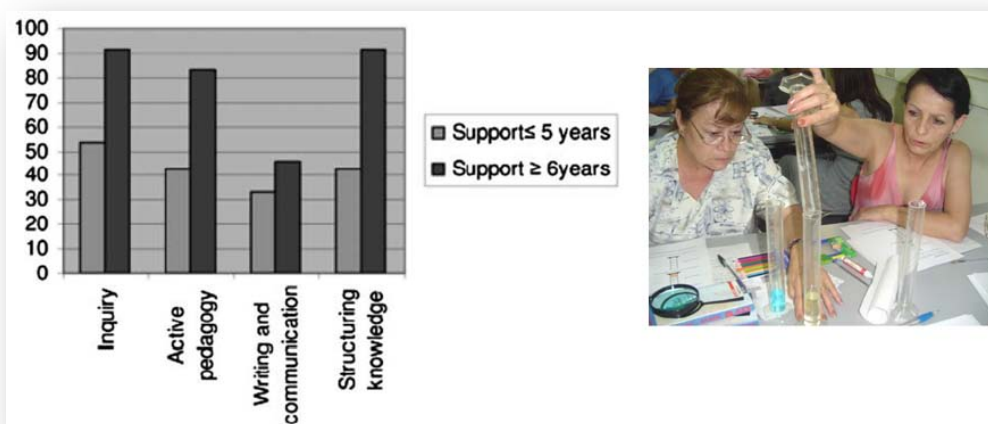 100
90
80
70
60
50
40
30
20
10
0
Inquiry
Active
pedagogy
Writing and
communication
Structuring
knowledge
Support≤ 5 years
Support ≥ 6years